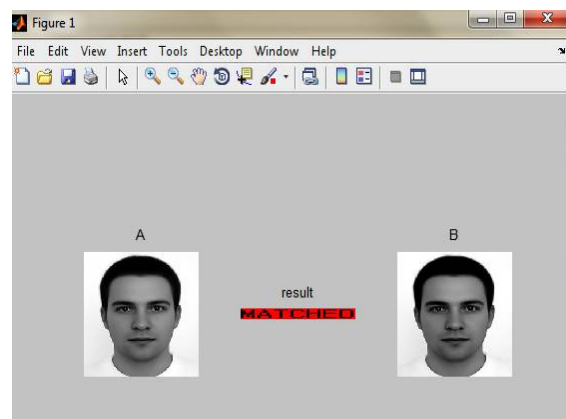 Figure 1
File Edit View Insert Tools Desktop Window Help
A
B
result
MATCHED